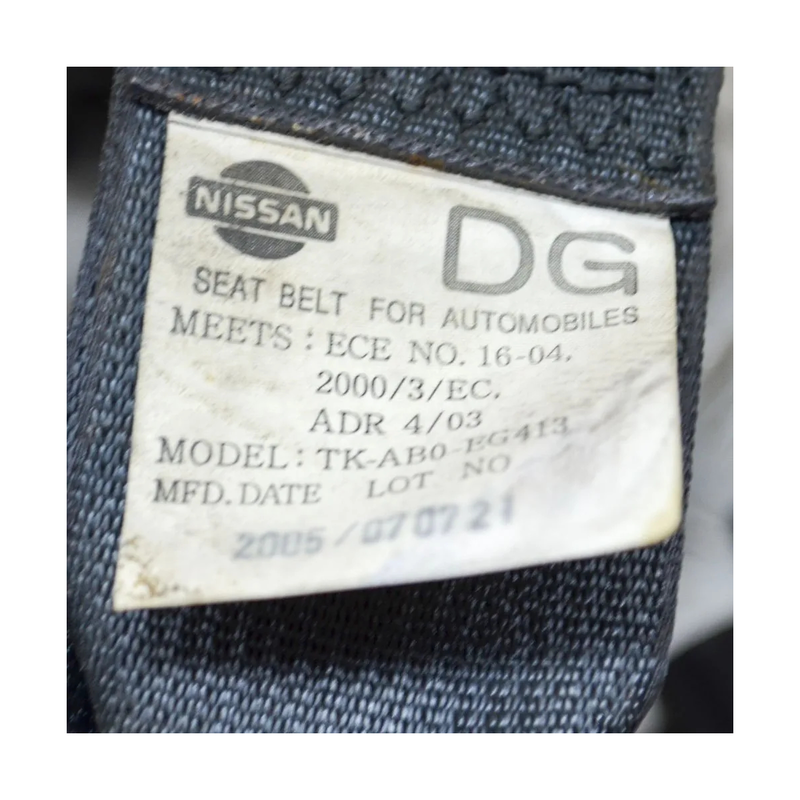 NISSAN
DG
SEAT BELT FOR AUTOMOBILES
MEETS : ECE NO. 16-04.
2000/3/EC.
ADR 4/03
MODEL : TK-AB0-EG413
MFD. DATE LOT NO
2005/070721